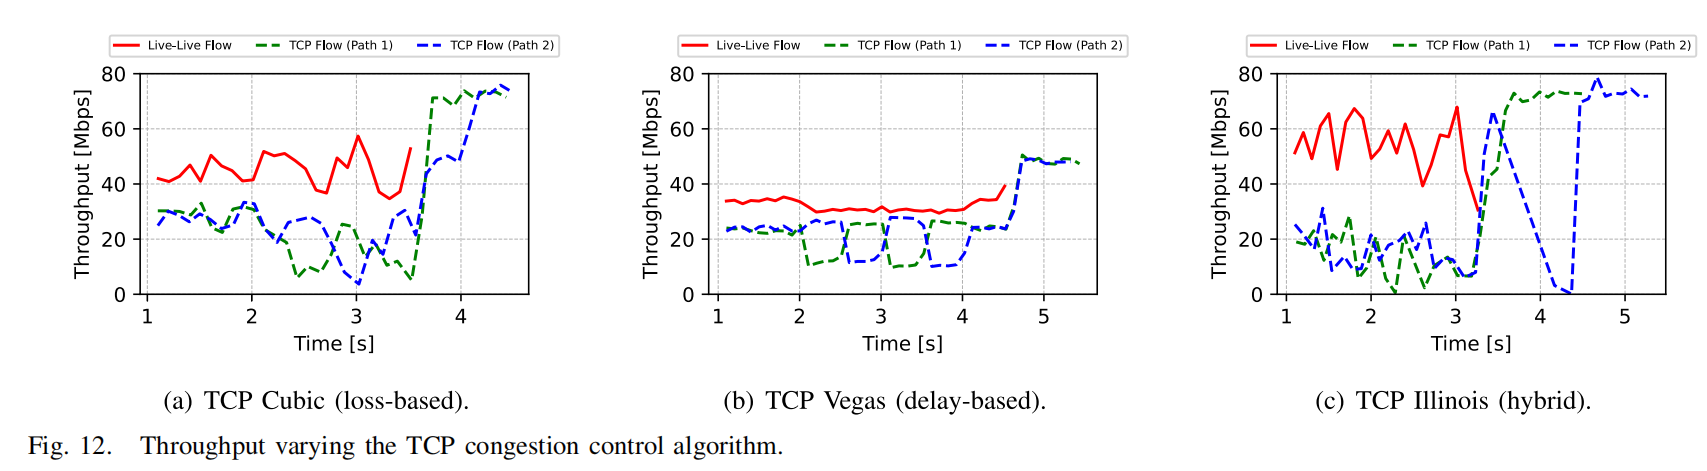 Live-Live Flow TCP Flow (Path 1) TCP Flow (Path 2)
80
60
40
20
0
Throughput [Mbps]
1 2 3 4
Time [s]
(a) TCP Cubic (loss-based).
Live-Live Flow TCP Flow (Path 1) TCP Flow (Path 2)
80
60
40
20
0
Throughput [Mbps]
1 2 3 4 5
Time [s]
(b) TCP Vegas (delay-based).
Live-Live Flow TCP Flow (Path 1) TCP Flow (Path 2)
80
60
40
20
0
Throughput [Mbps]
1 2 3 4 5
Time [s]
(c) TCP Illinois (hybrid).
Fig. 12. Throughput varying the TCP congestion control algorithm.